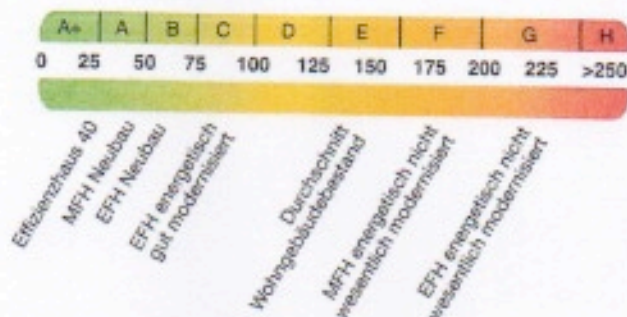 A+ A B C D E F G H
0 25 50 75 100 125 150 175 200 225 >250
Effizienzhaus 40
MFH Neubau
EFH Neubau
EFH energetisch
gut modernisiert
Durchschnitt
Wohngebäudebestand
MFH energetisch nicht
wesentlich modernisiert
EFH energetisch nicht
wesentlich modernisiert